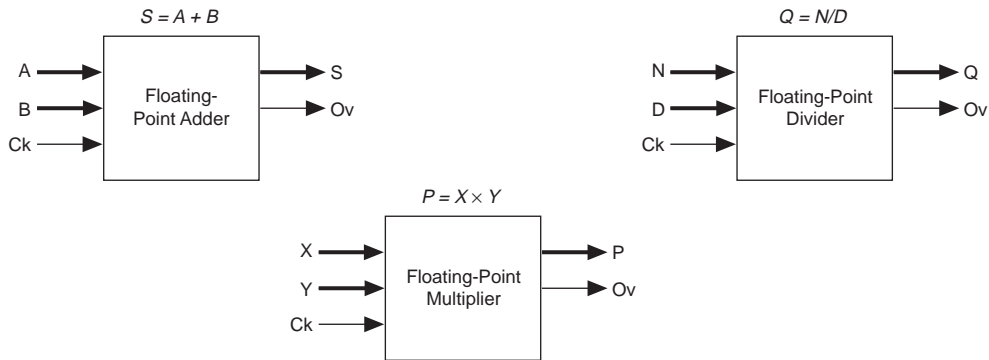 S = A + B
A
B
Ck
Floating-
Point Adder
S
Ov
Q = N/D
N
D
Ck
Floating-Point
Divider
Q
Ov
P = X × Y
X
Y
Ck
Floating-Point
Multiplier
P
Ov